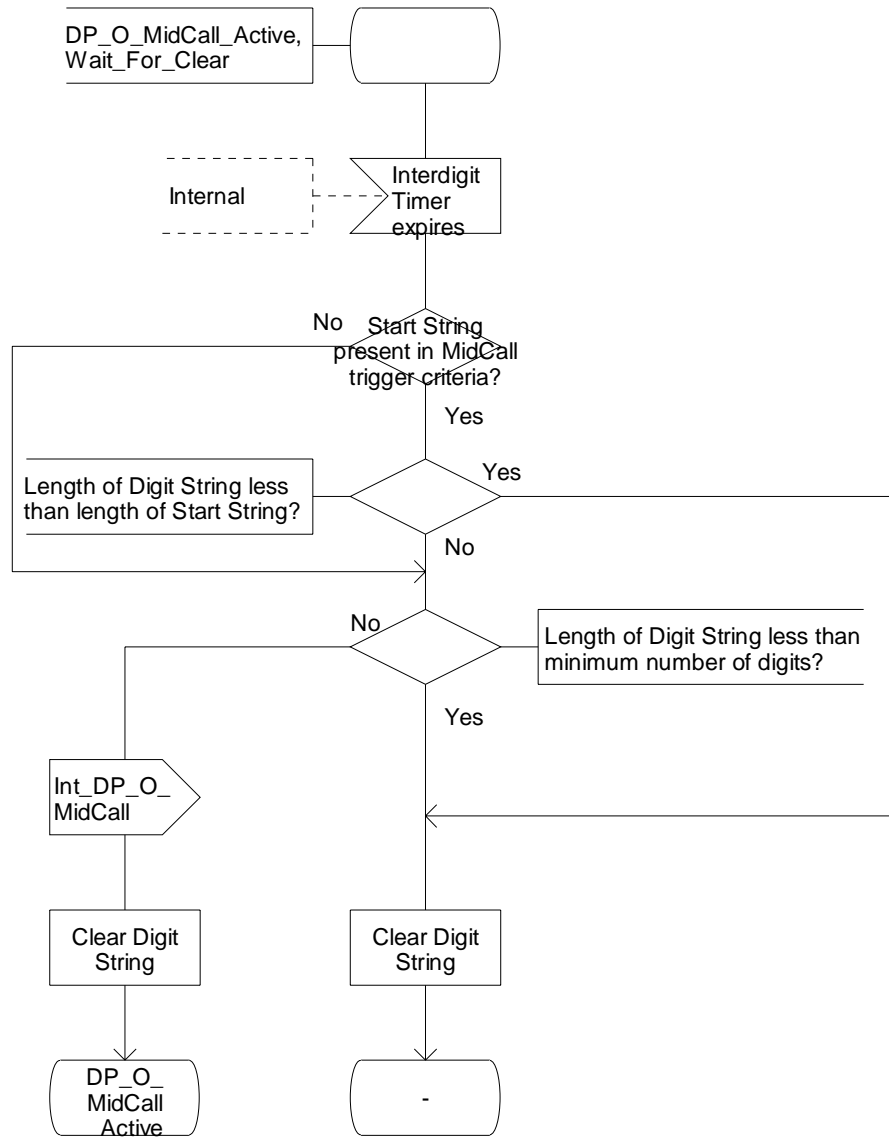 DP_O_MidCall_Active,
Wait_For_Clear
Internal
Interdigit
Timer
expires
No
Start String
present in MidCall
trigger criteria?
Yes
Length of Digit String less
than length of Start String?
Yes
No
No
Length of Digit String less than
minimum number of digits?
Yes
Int_DP_O_
MidCall
Clear Digit
String
Clear Digit
String
DP_O_
MidCall
_Active
-